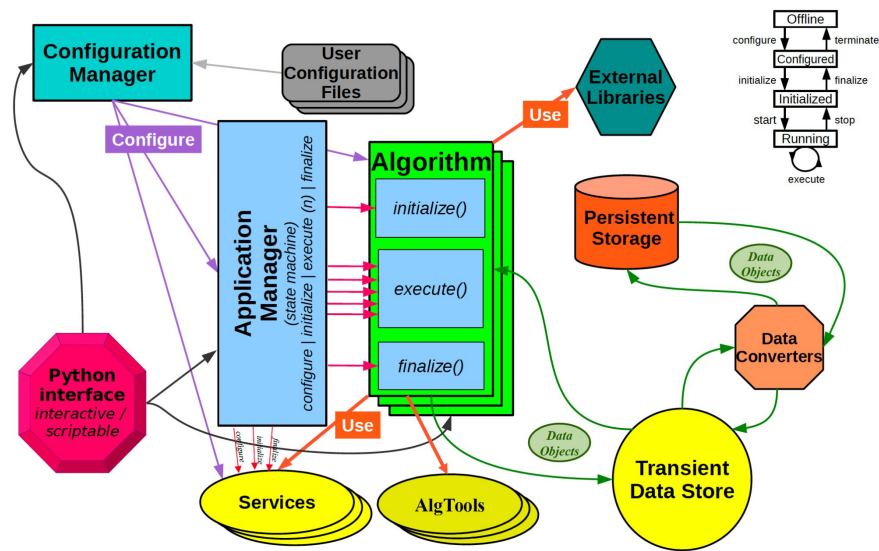 Configuration
Manager
User
Configuration
Files
External
Libraries
Offline
configure
terminate
Configured
initialize
finalize
Initialized
start
stop
Running
execute
Configure
Use
Application
Manager
(state machine)
configure | initialize | execute (n) | finalize
Algorithm
initialize()
execute()
finalize()
Persistent
Storage
Data
Objects
Data
Converters
Python
interface
interactive /
scriptable
Use
configure
initialize
finalize
Data
Objects
Services
AlgTools
Transient
Data Store